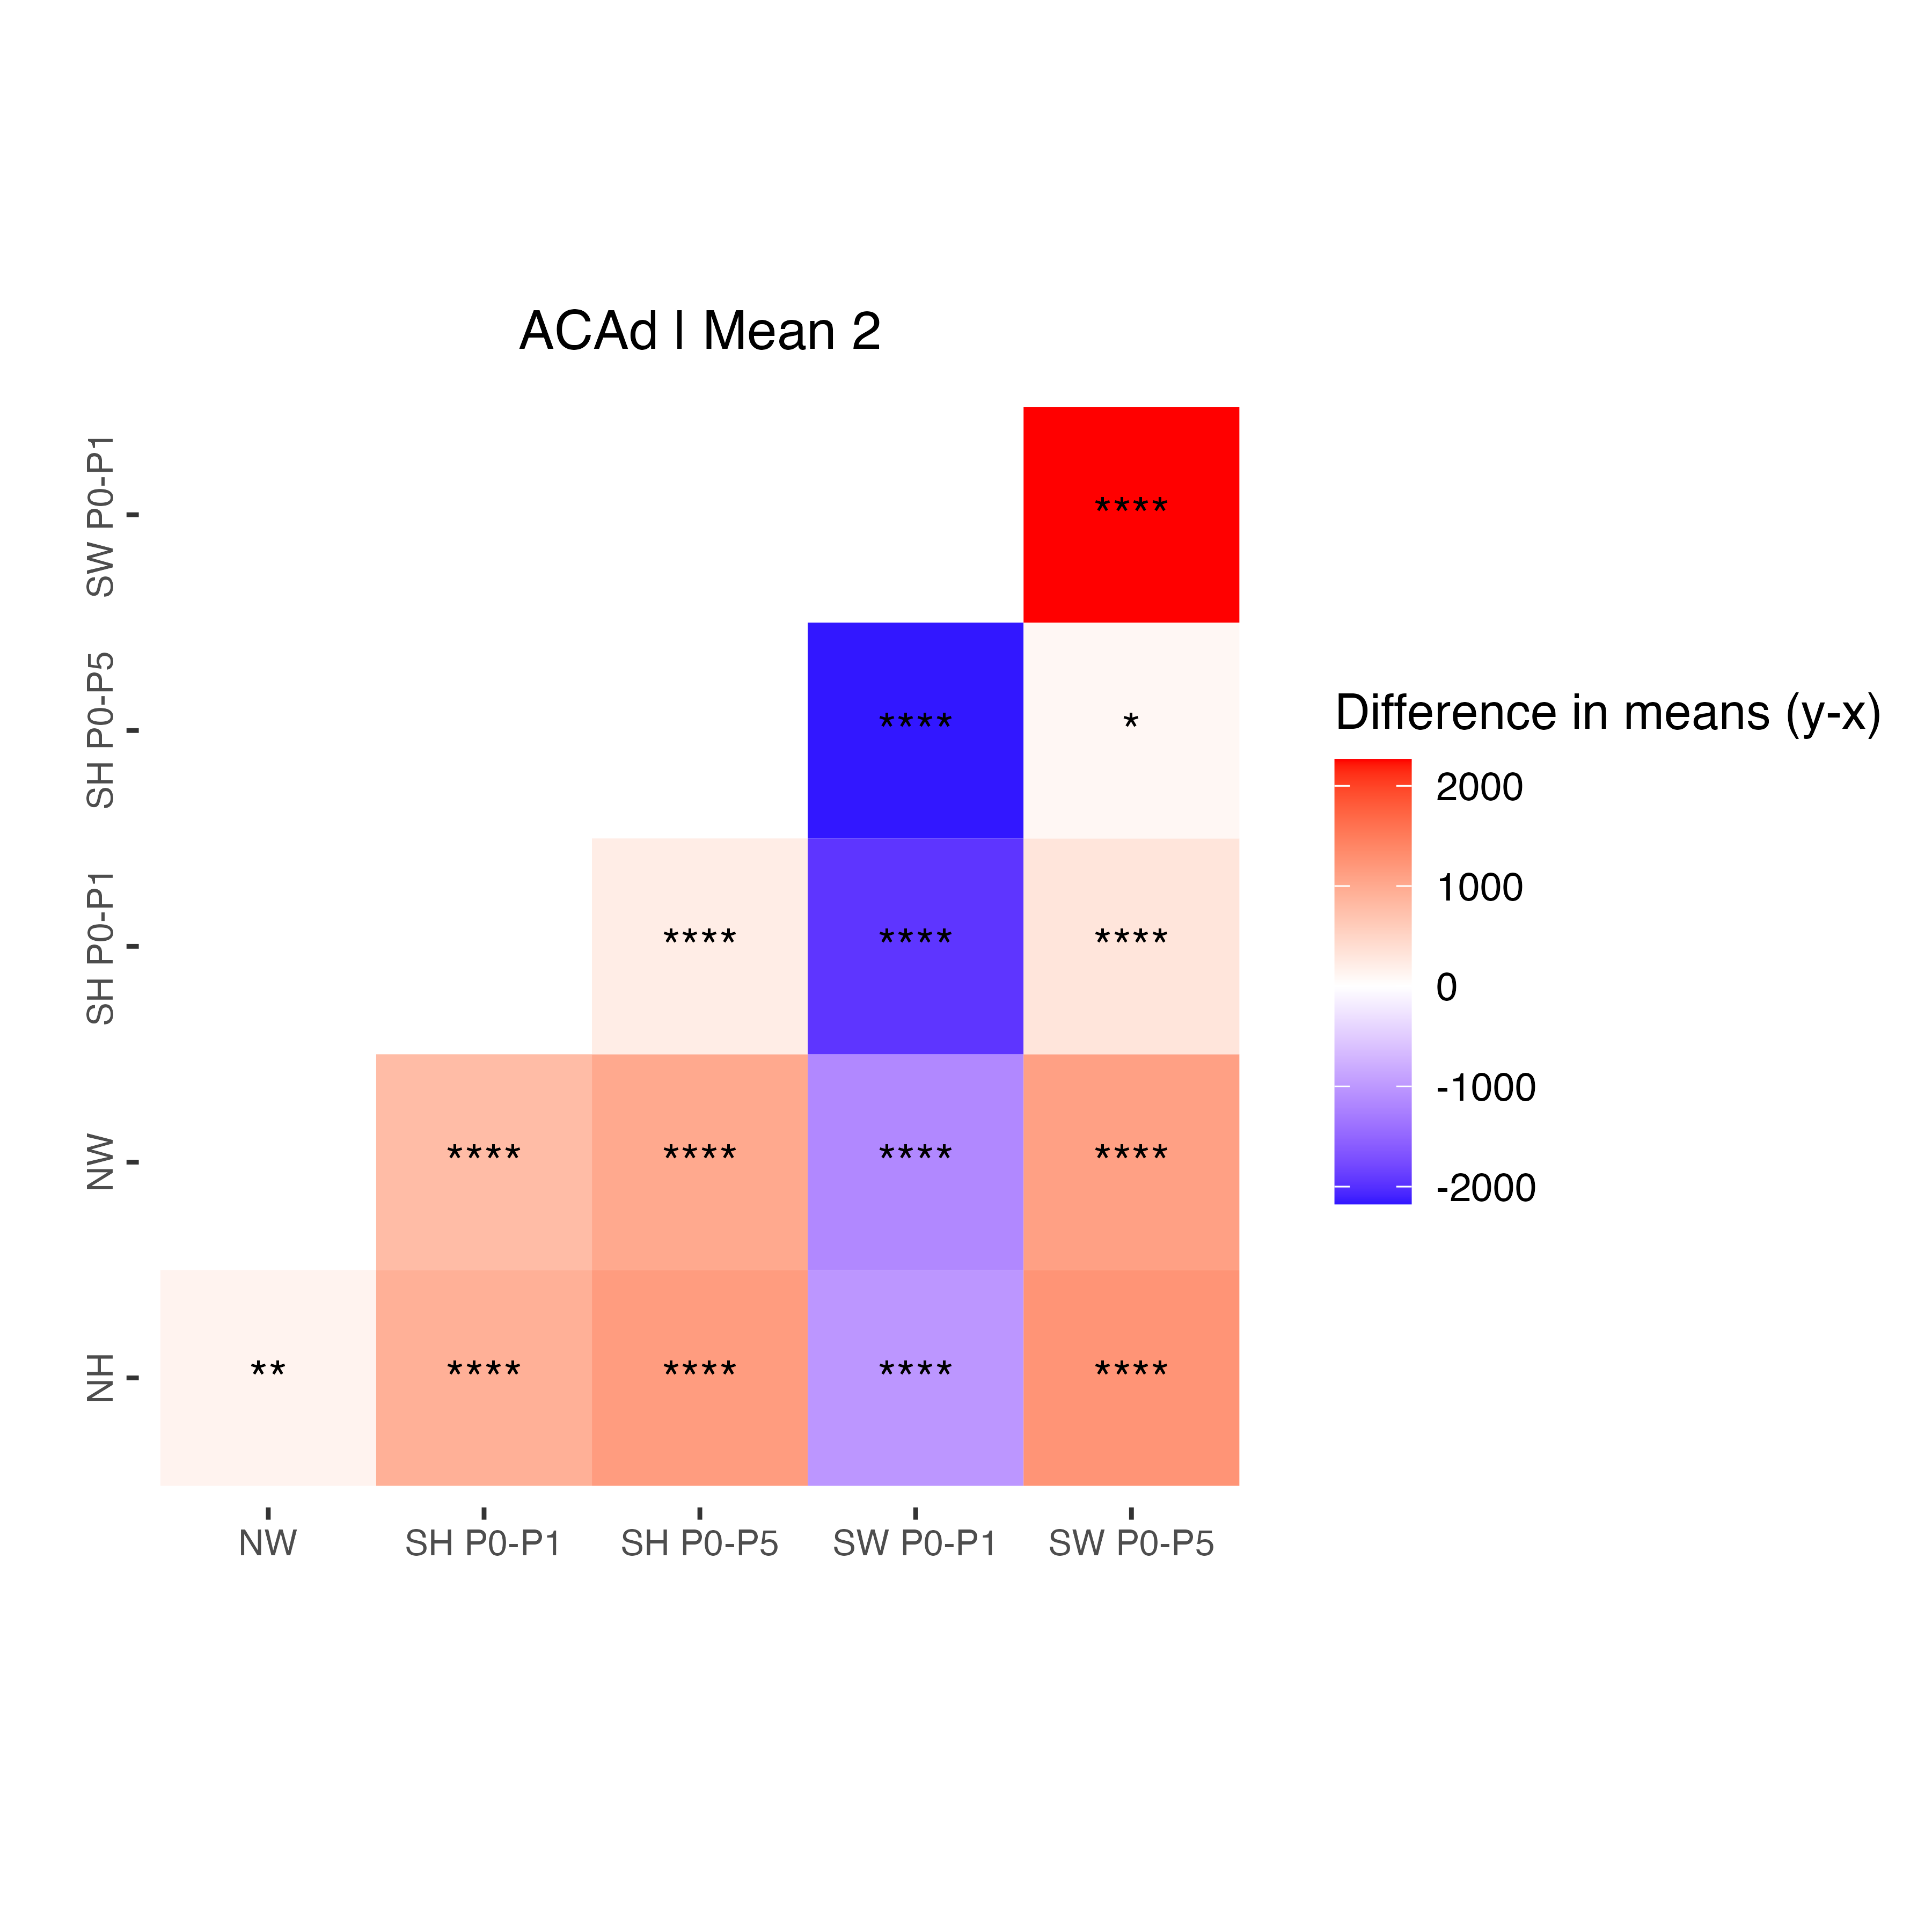 ACAd | Mean 2
SW P0-P1
****
SH P0-P5
****
*
SH P0-P1
****
****
****
NW
****
****
****
****
NH
**
****
****
****
****
NW
SH P0-P1
SH P0-P5
SW P0-P1
SW P0-P5
Difference in means (y-x)
2000
1000
0
-1000
-2000